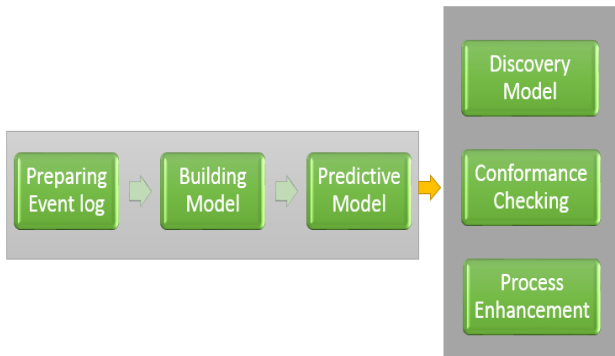 Preparing
Event log
Building
Model
Predictive
Model
Discovery
Model
Conformance
Checking
Process
Enhancement